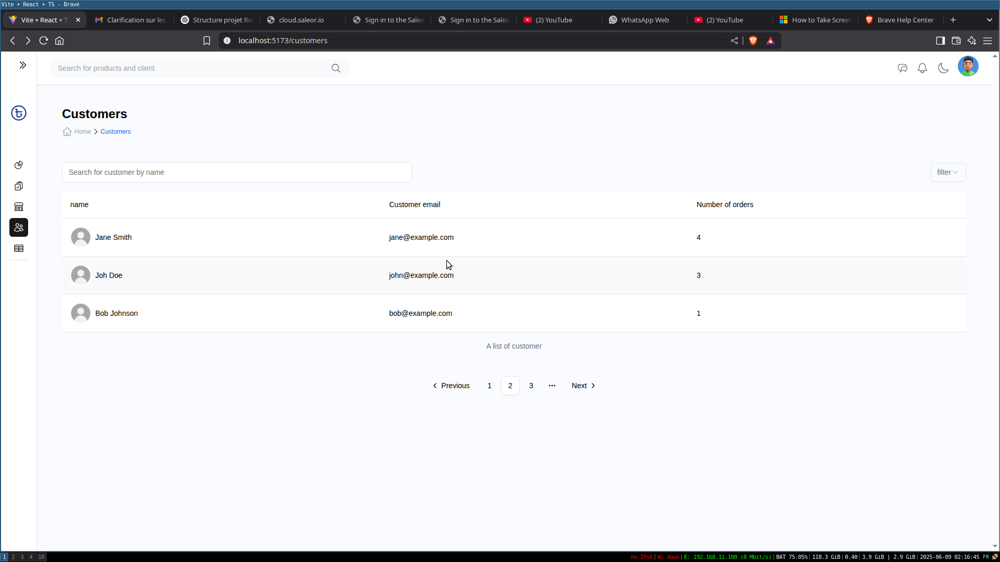 Vite + React + TS - Brave
Vite + React + T
Clarification sur les
Structure projet Re
cloud.saleor.io
Sign in to the Saleo
Sign in to the Saleo
(2) YouTube
WhatsApp Web
(2) YouTube
How to Take Screen
Brave Help Center
localhost:5173/customers
Search for products and client
Customers
Home
Customers
Search for customer by name
filter
name Customer email Number of orders
Jane Smith jane@example.com 4
Joh Doe john@example.com 3
Bob Johnson bob@example.com 1
A list of customer
Previous 1 2 3 ••• Next
1 2 3 4 10
no IPv6|W: down|E: 192.168.11.100 (0 Mbit/s)|BAT 75.05%|118.3 GiB|0.40|3.9 GiB | 2.9 GiB|2025-06-09 02:16:45 FR